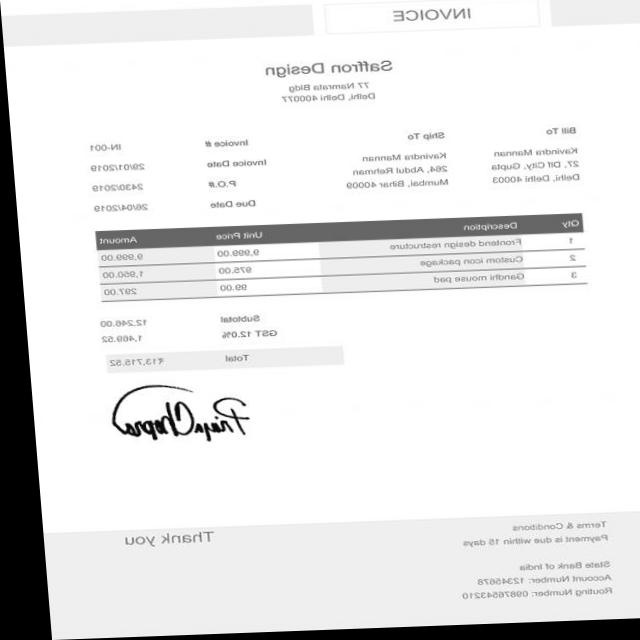 INVOICE
Saffron Design
77 Namrata Bldg
Delhi, Delhi 400077
Bill To
Kavindra Mannan
27, Dlf City, Gupta
Delhi, Delhi 40003
Ship To
Kavindra Mannan
264, Abdul Rehman
Mumbai, Bihar 40009
Invoice # IN-001
Invoice Date 29/01/2019
P.O.# 2430/2019
Due Date 26/04/2019
Qty Description Unit Price Amount
1 Frontend design restructure 9,999.00 9,999.00
2 Custom icon package 975.00 1,950.00
3 Gandhi mouse pad 99.00 297.00
Subtotal 12,246.00
GST 12.0% 1,469.52
Total ₹13,715.52
Priya Chopra
Thank you
Terms & Conditions
Payment is due within 15 days
State Bank of India
Account Number: 12345678
Routing Number: 09876543210